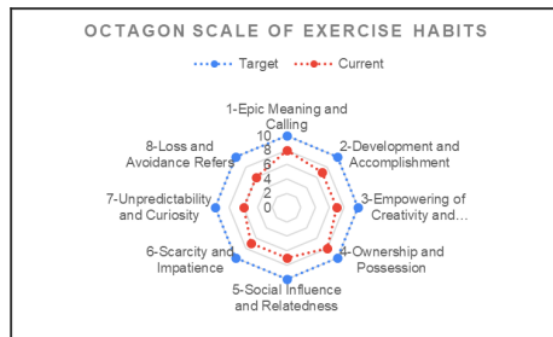 OCTAGON SCALE OF EXERCISE HABITS
Target
Current
1-Epic Meaning and
Calling
2-Development and
Accomplishment
3-Empowering of
Creativity and...
4-Ownership and
Possession
5-Social Influence
and Relatedness
6-Scarcity and
Impatience
7-Unpredictability
and Curiosity
8-Loss and
Avoidance Refers
10
8
6
4
2
0